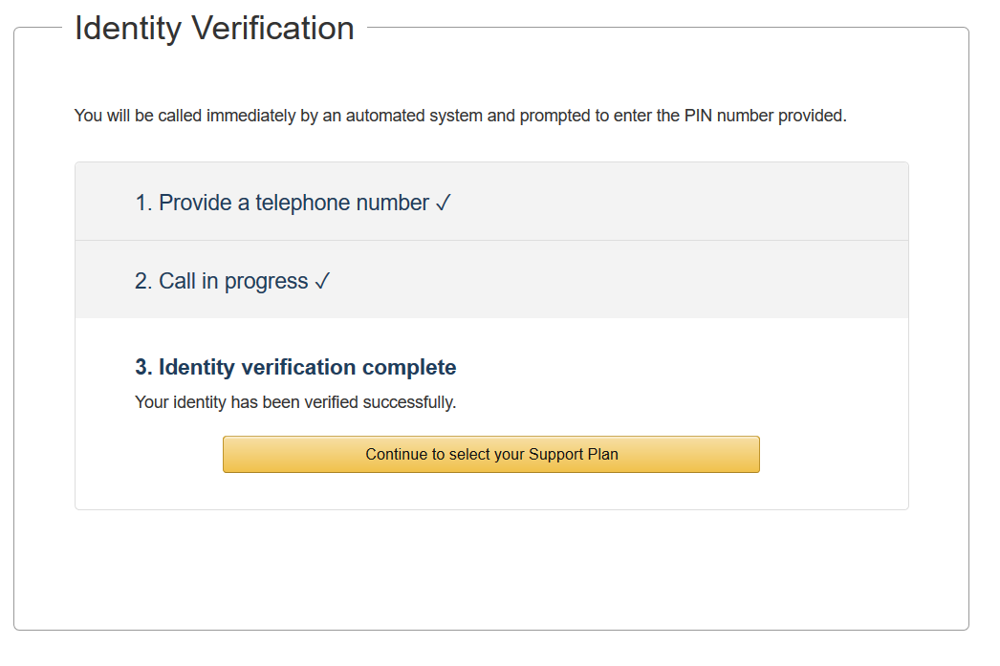 Identity Verification
You will be called immediately by an automated system and prompted to enter the PIN number provided.
1. Provide a telephone number ✓
2. Call in progress ✓
3. Identity verification complete
Your identity has been verified successfully.
Continue to select your Support Plan